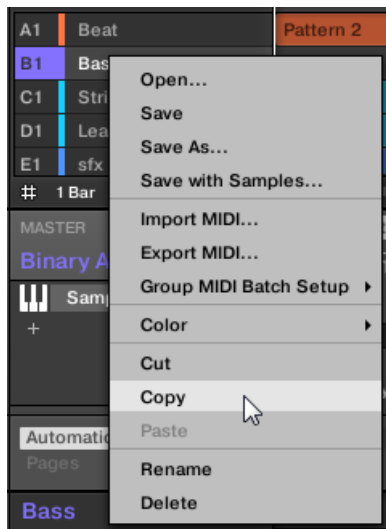 A1 Beat Pattern 2
B1 Bas
Open...
C1 Stri
Save
D1 Lea
Save As...
E1 sfx
Save with Samples...
1 Bar
Import MIDI...
MASTER
Export MIDI...
Binary A
Group MIDI Batch Setup
Sam
Color
+
Cut
Copy
Paste
Automatic
Pages
Rename
Delete
Bass